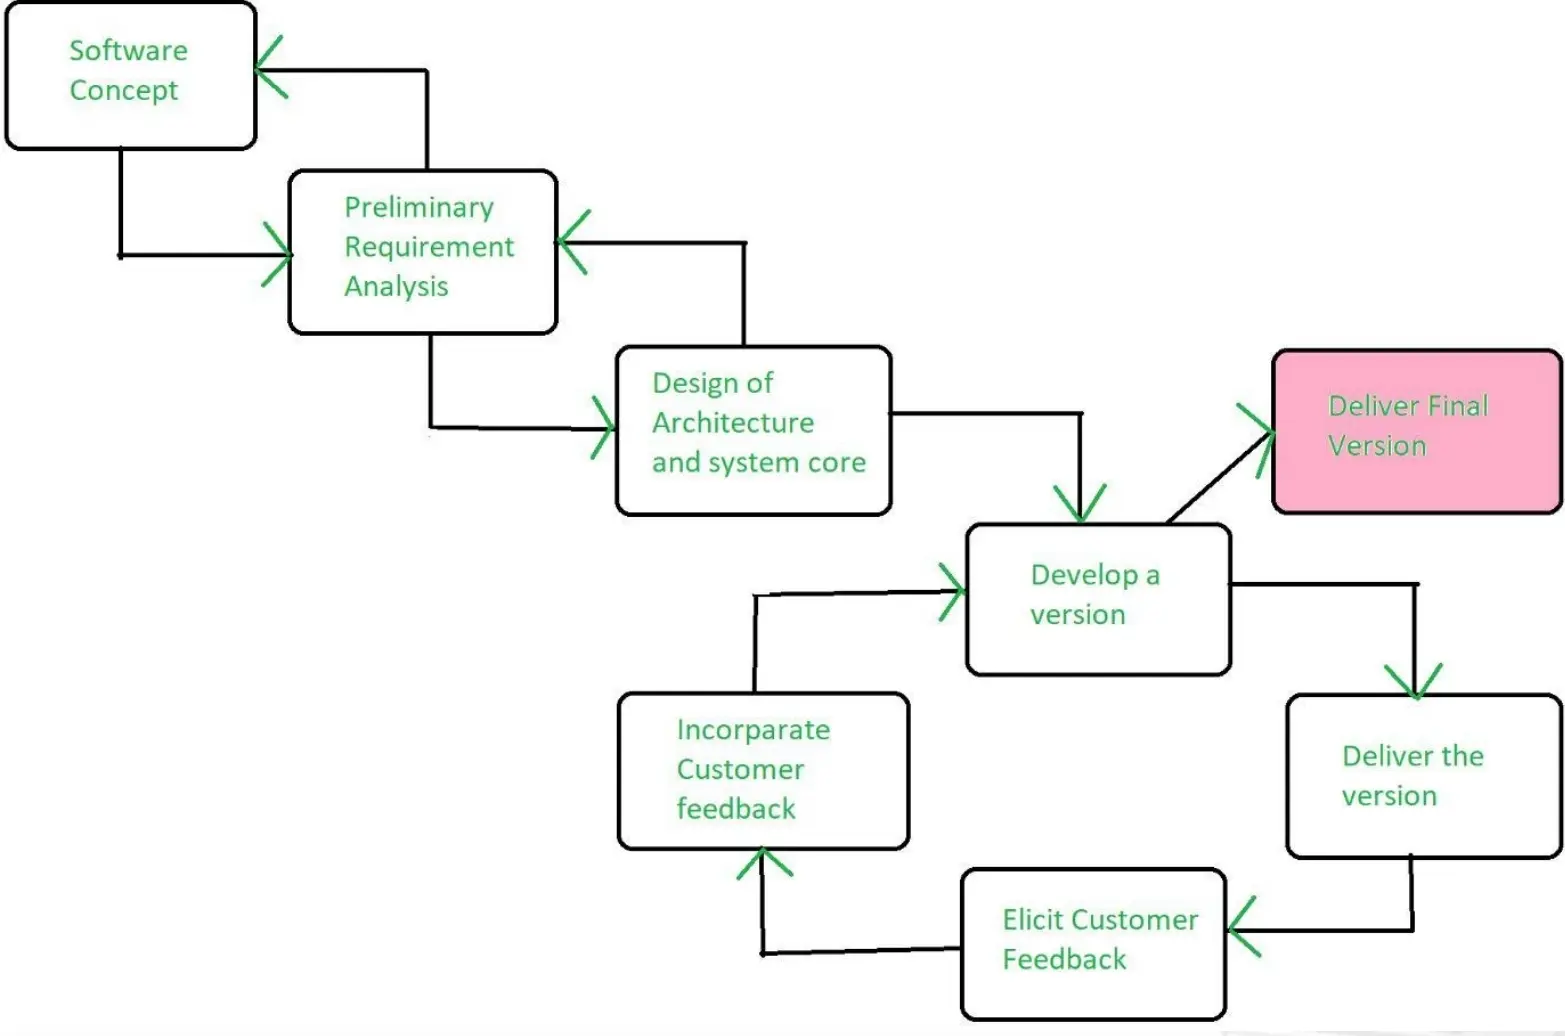 Software
Concept
Preliminary
Requirement
Analysis
Design of
Architecture
and system core
Deliver Final
Version
Develop a
version
Incorparate
Customer
feedback
Deliver the
version
Elicit Customer
Feedback